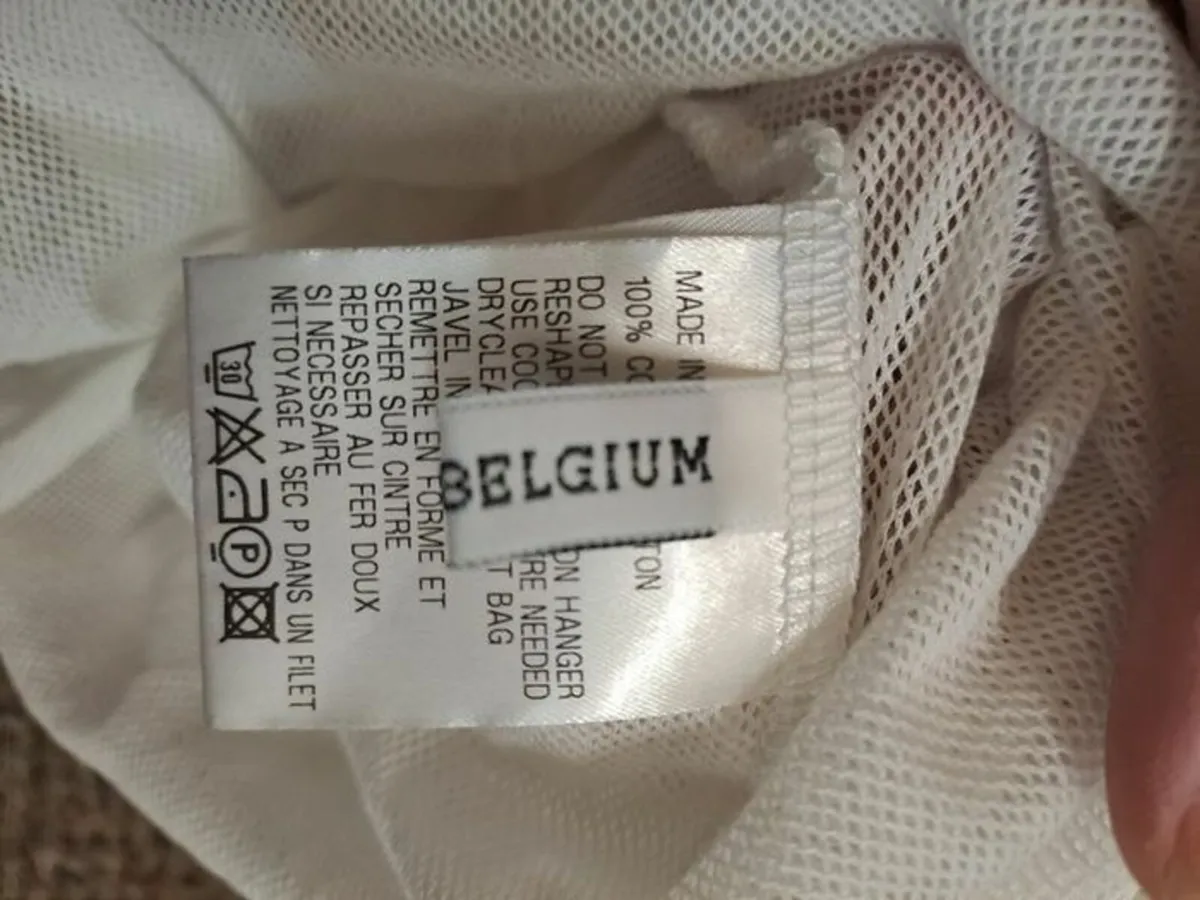 MADE IN
100% CO TON
DO NOT
RESHAP ON HANGER
USE COO RE NEEDED
DRYCLEA T BAG
JAVEL IN
REMETTRE EN FORME ET
SECHER SUR CINTRE
REPASSER AU FER DOUX
SI NECESSAIRE
NETTOYAGE A SEC P DANS UN FILET
30 P
BELGIUM